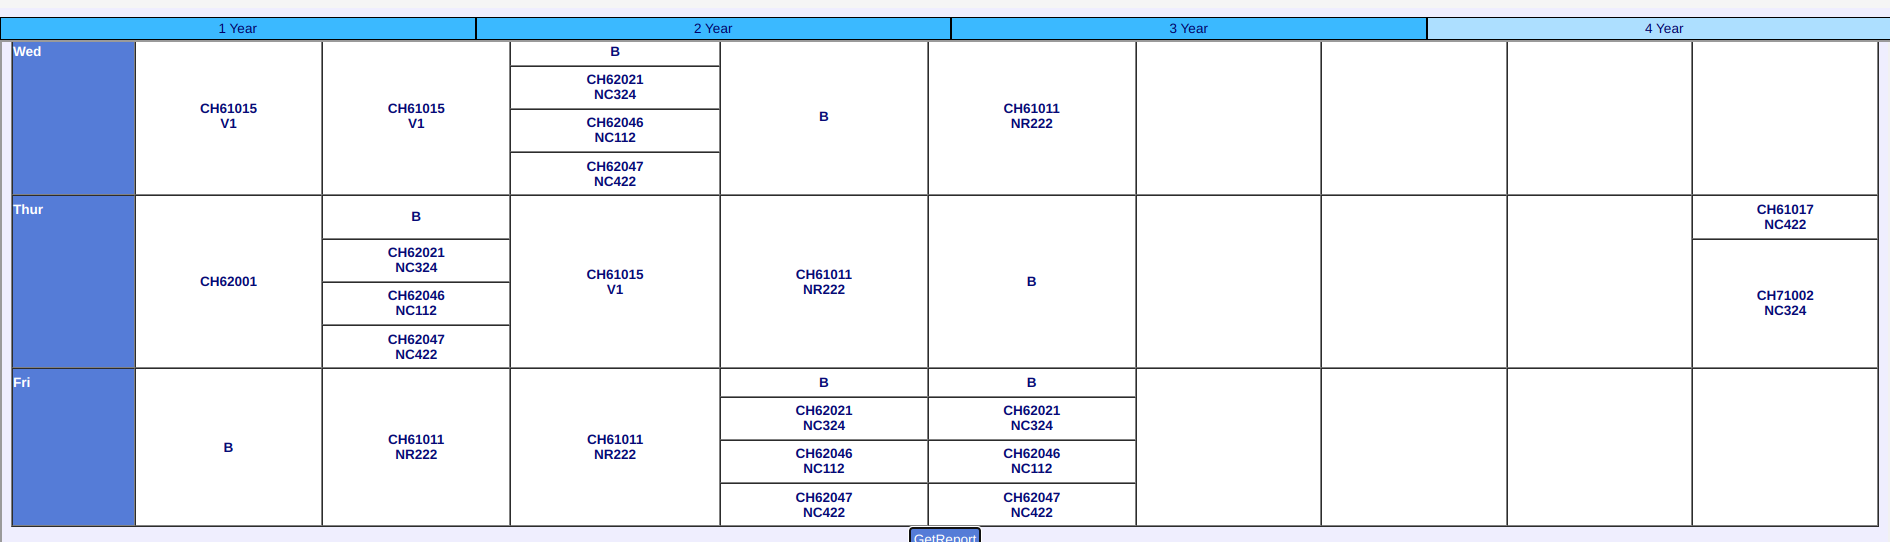 1 Year
2 Year
3 Year
4 Year
Wed
CH61015
V1
CH61015
V1
B
CH62021
NC324
CH62046
NC112
CH62047
NC422
B
CH61011
NR222
Thur
CH62001
B
CH62021
NC324
CH62046
NC112
CH62047
NC422
CH61015
V1
CH61011
NR222
B
CH61017
NC422
CH71002
NC324
Fri
B
CH61011
NR222
CH61011
NR222
B
CH62021
NC324
CH62046
NC112
CH62047
NC422
B
CH62021
NC324
CH62046
NC112
CH62047
NC422
GetReport